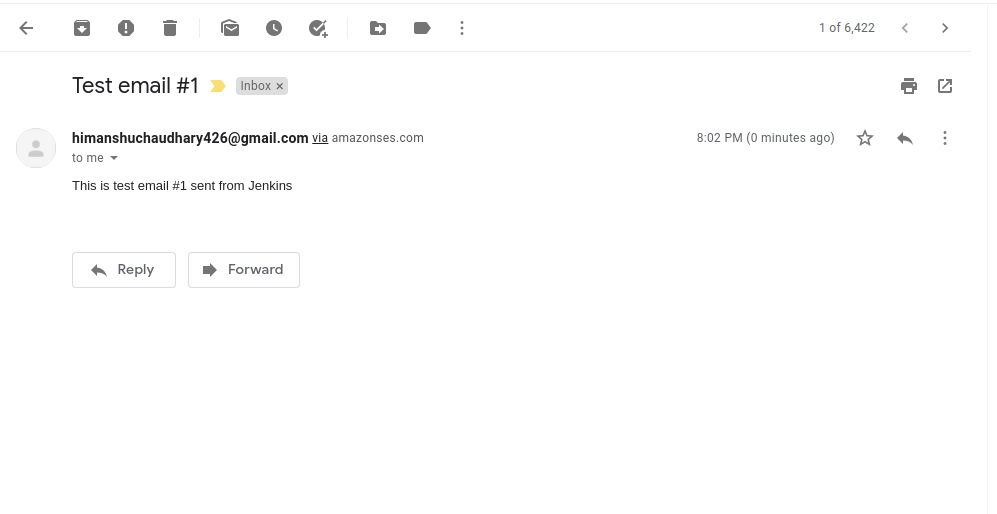 1 of 6,422
Test email #1 Inbox ×
himanshuchaudhary426@gmail.com via amazonses.com 8:02 PM (0 minutes ago)
to me
This is test email #1 sent from Jenkins
Reply Forward